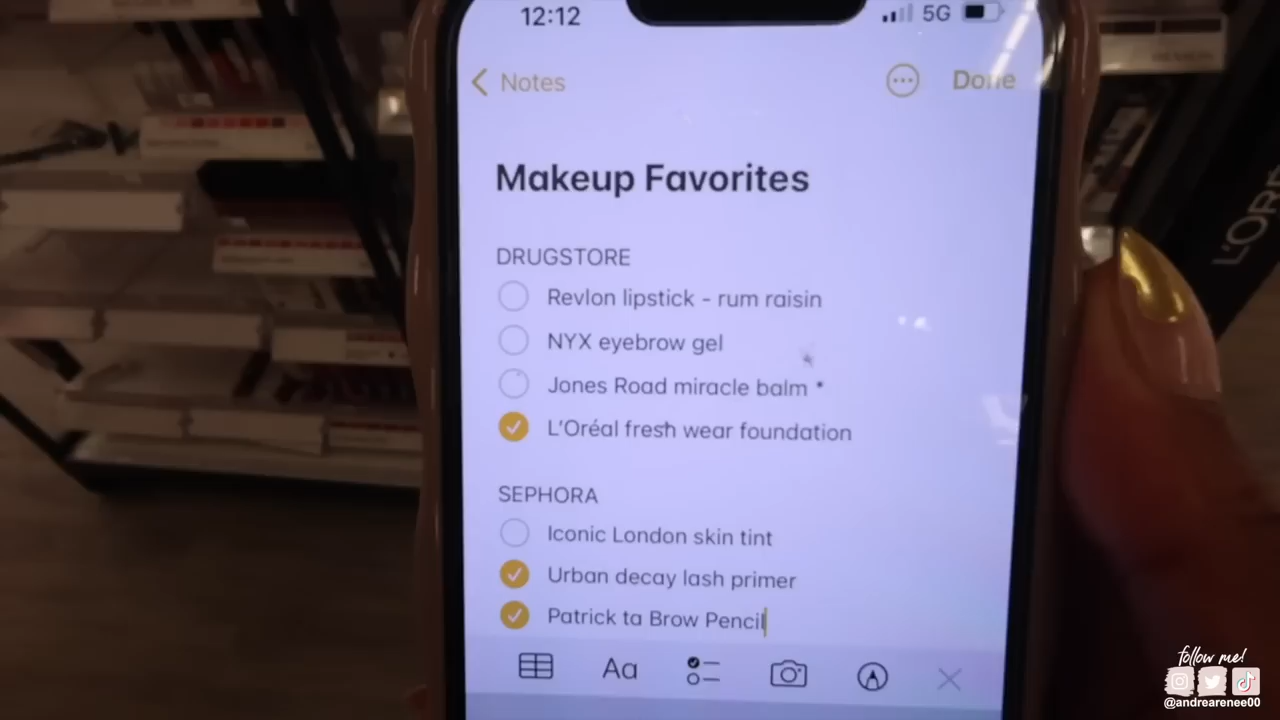 12:12
5G
Notes
Done
Makeup Favorites
DRUGSTORE
Revlon lipstick - rum raisin
NYX eyebrow gel
Jones Road miracle balm *
L'Oréal fresh wear foundation
SEPHORA
Iconic London skin tint
Urban decay lash primer
Patrick ta Brow Pencil
Aa
L'ORÉ
follow me!
@andrearenee00